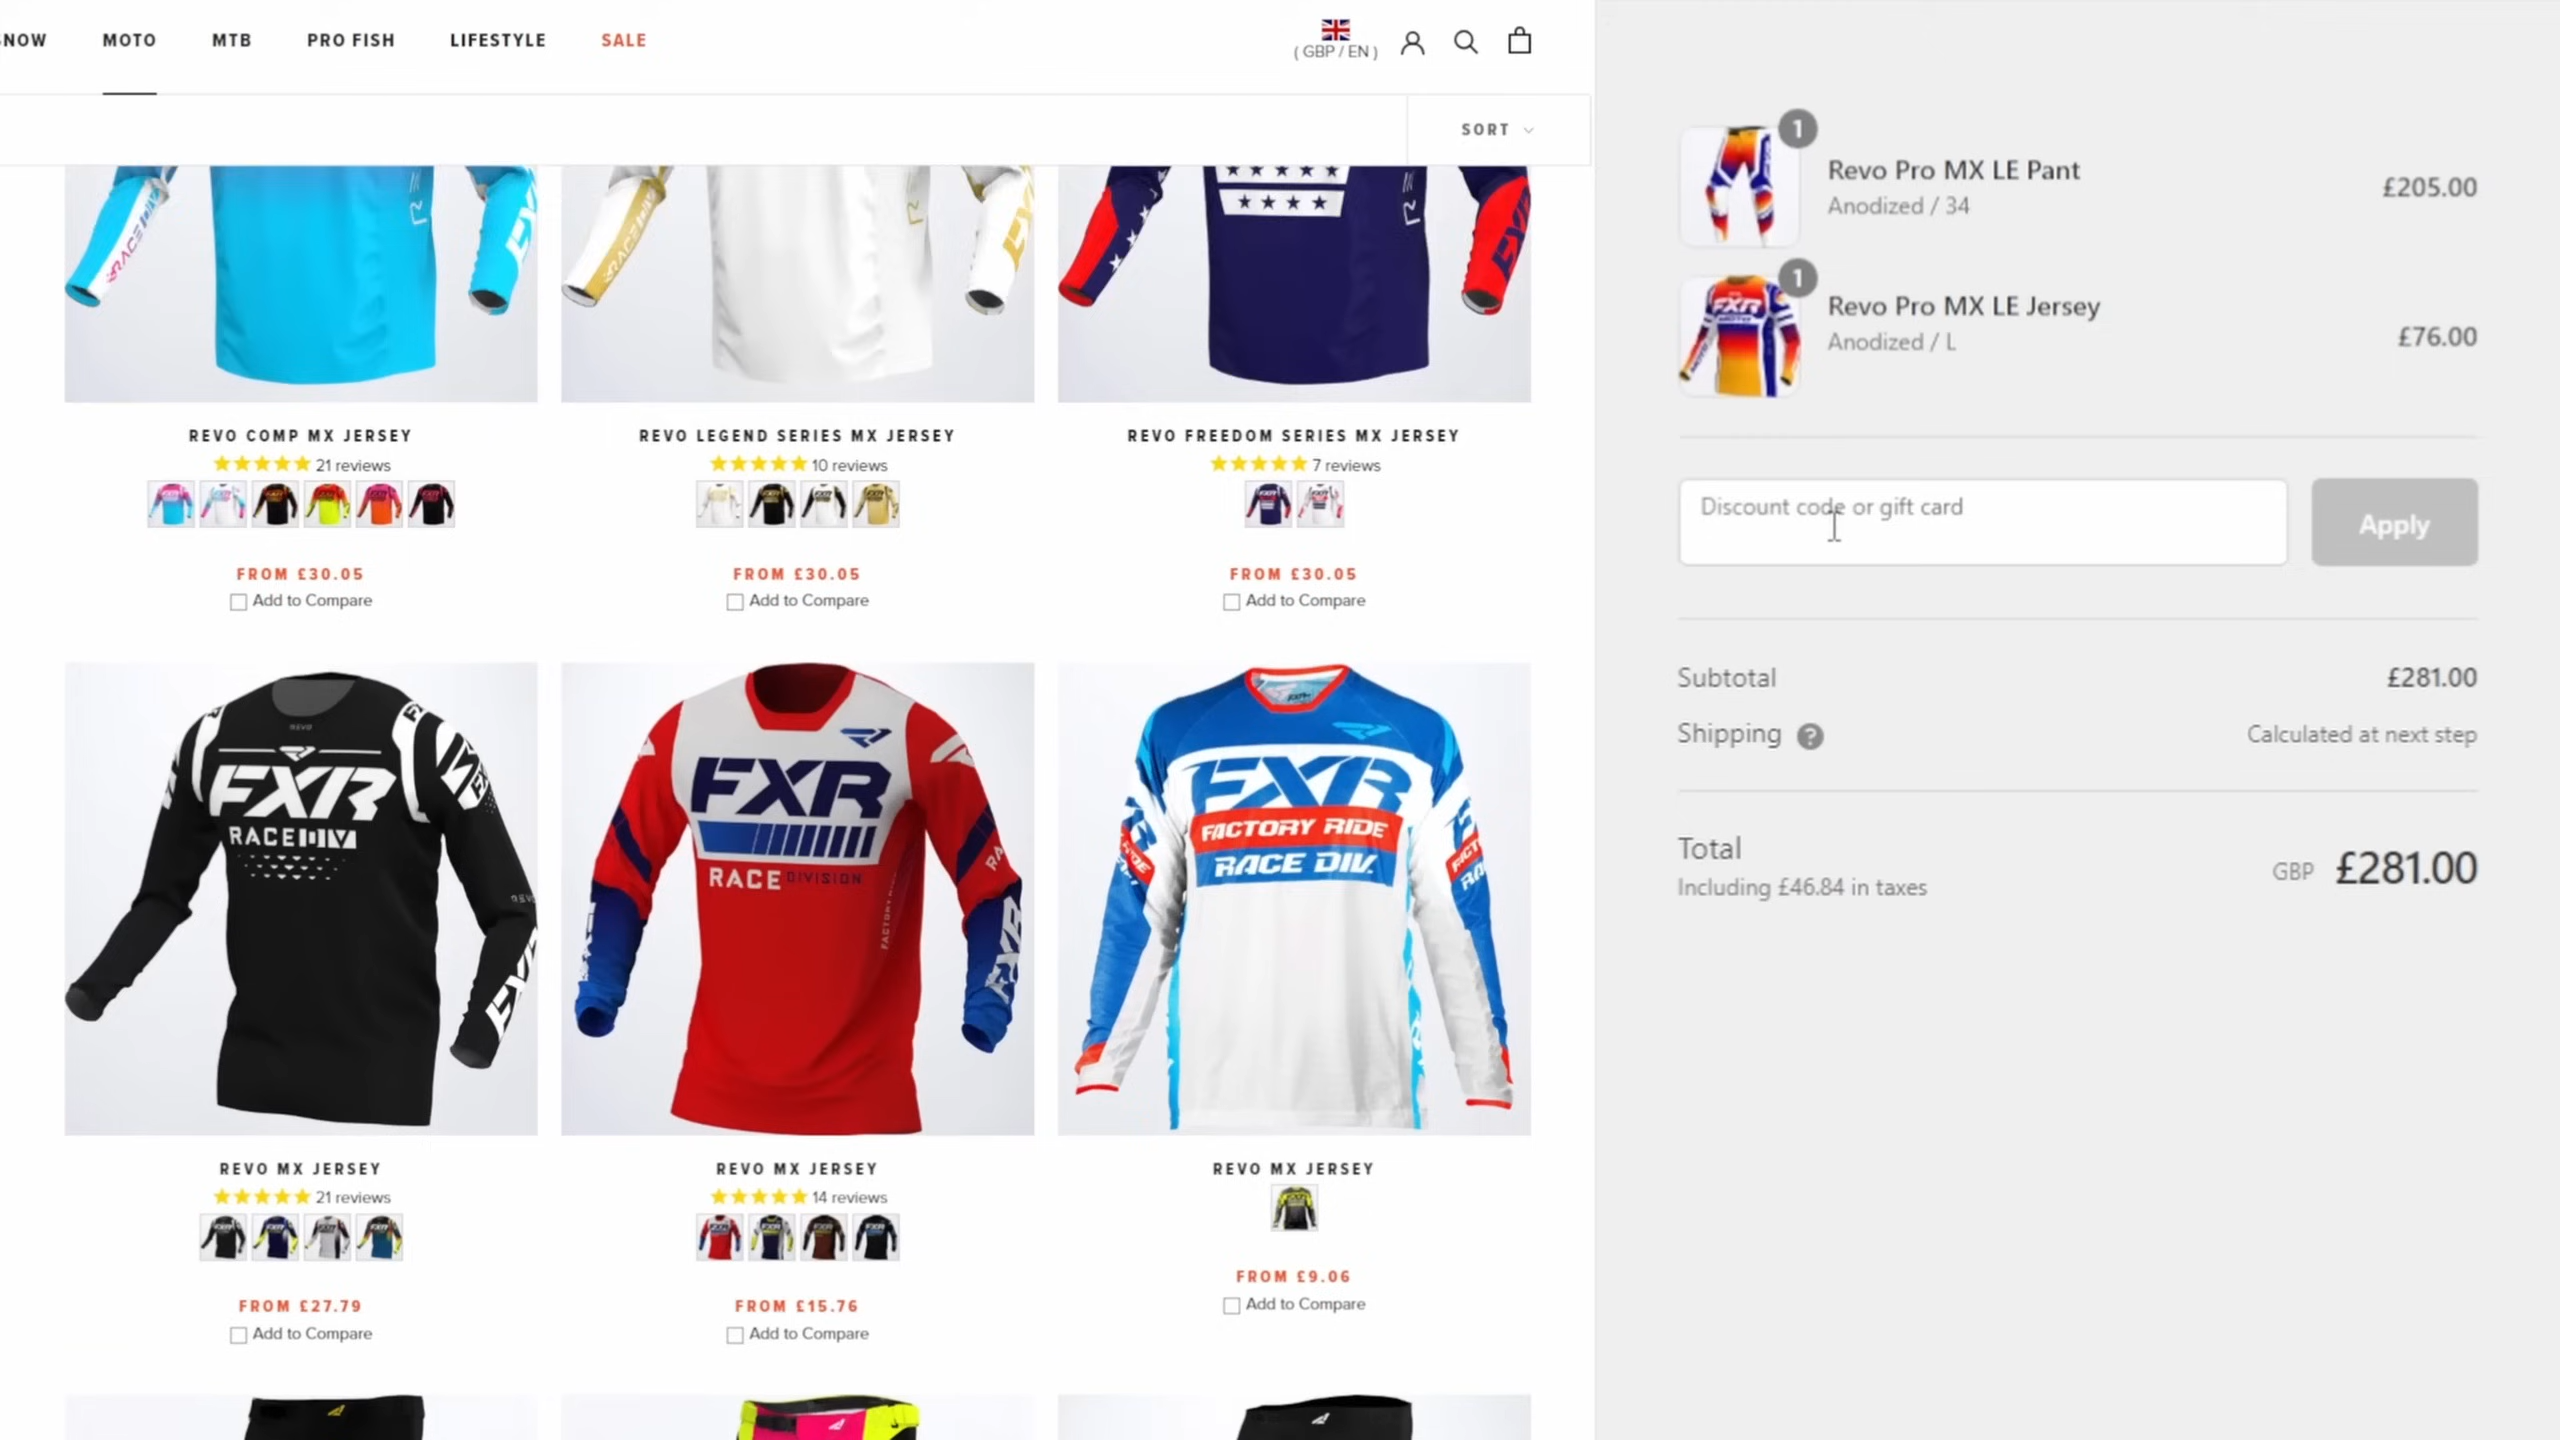 SNOW
MOTO
MTB
PRO FISH
LIFESTYLE
SALE
( GBP / EN )
SORT
REVO COMP MX JERSEY
21 reviews
FROM £30.05
Add to Compare
REVO LEGEND SERIES MX JERSEY
10 reviews
FROM £30.05
Add to Compare
REVO FREEDOM SERIES MX JERSEY
7 reviews
FROM £30.05
Add to Compare
REVO
FXR
RACE DIV
FXR
FXR
RACE DIVISION
FXR
FXR
FACTORY RIDE
RACE DIV.
REVO MX JERSEY
21 reviews
FROM £27.79
Add to Compare
REVO MX JERSEY
14 reviews
FROM £15.76
Add to Compare
REVO MX JERSEY
FROM £9.06
Add to Compare
1
Revo Pro MX LE Pant
Anodized / 34
£205.00
1
FXR
Revo Pro MX LE Jersey
Anodized / L
£76.00
Discount code or gift card
Apply
Subtotal
£281.00
Shipping ?
Calculated at next step
Total
Including £46.84 in taxes
GBP £281.00